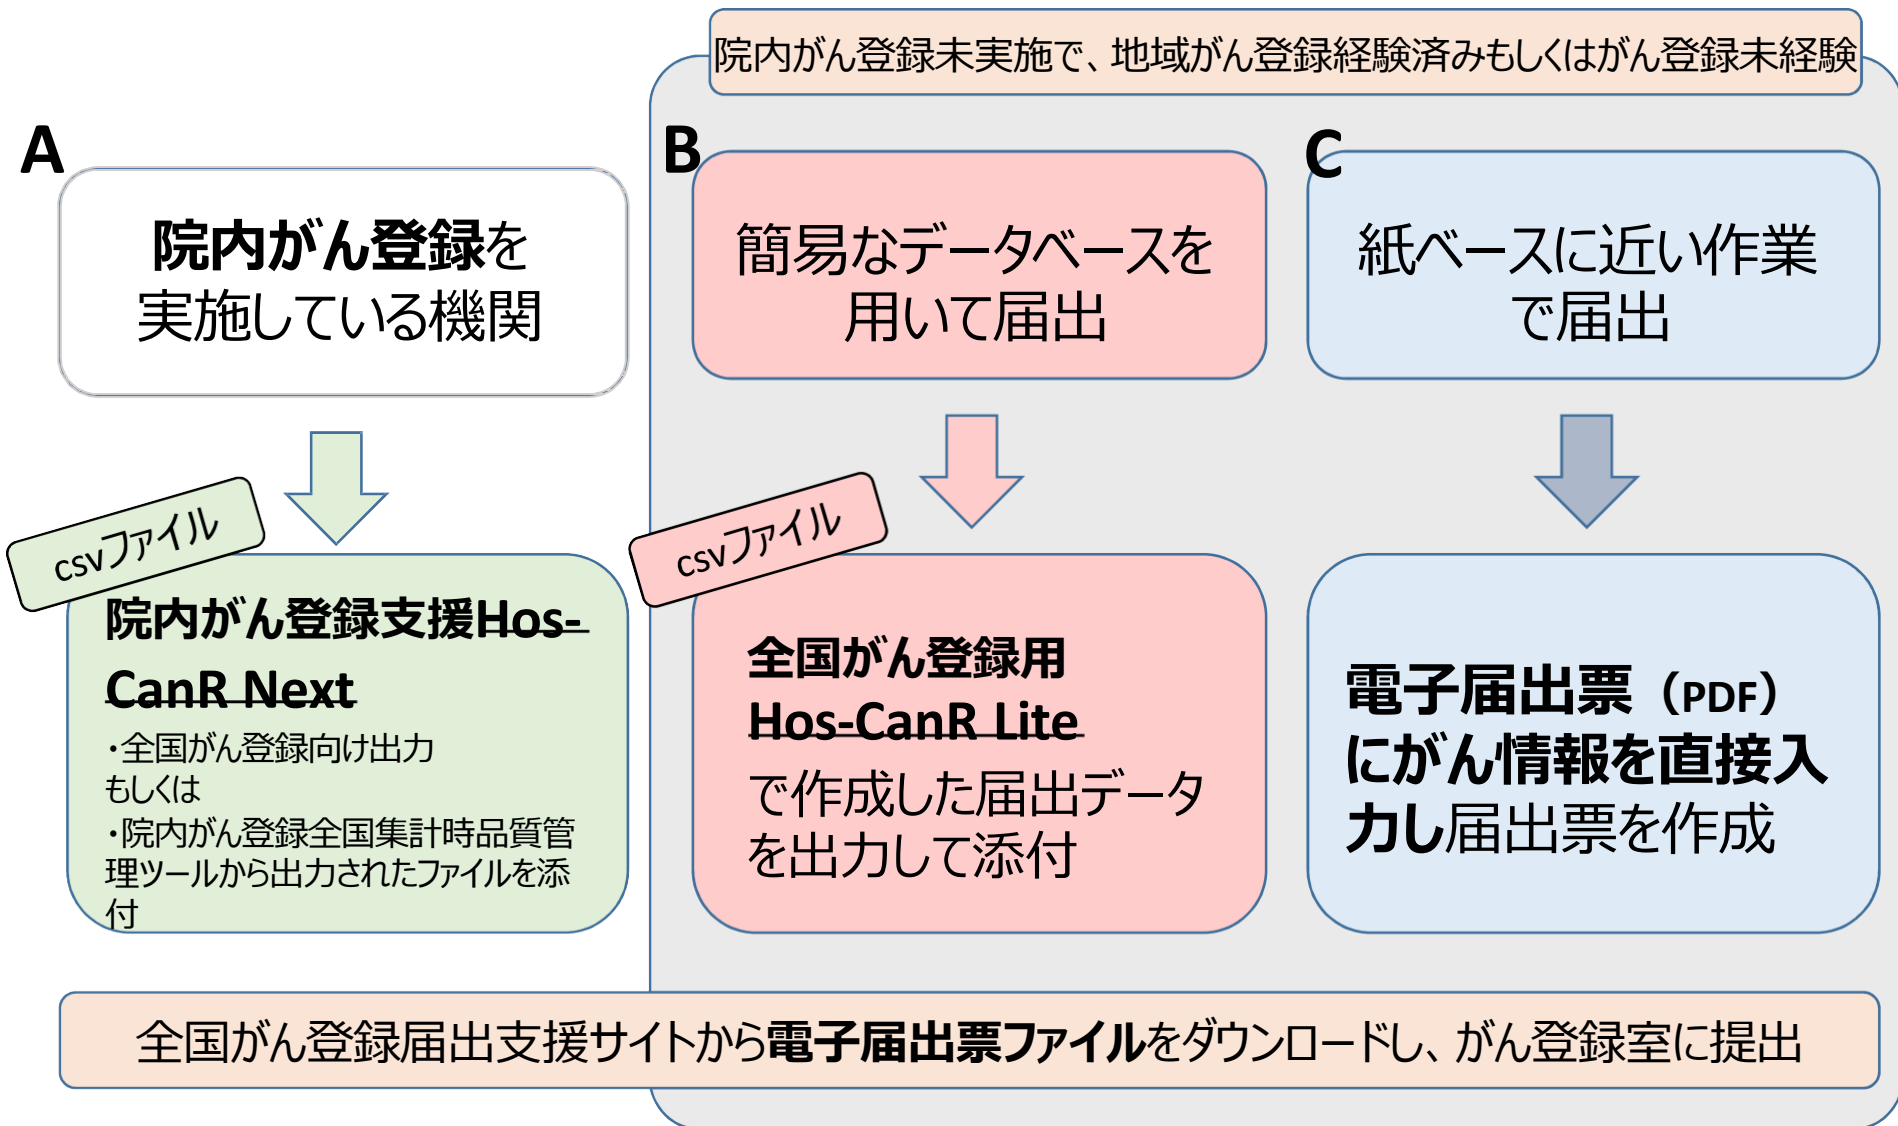 院内がん登録未実施で、地域がん登録経験済みもしくはがん登録未経験
A
院内がん登録を
実施している機関
csvファイル
院内がん登録支援Hos-
CanR Next
・全国がん登録向け出力
もしくは
・院内がん登録全国集計時品質管
理ツールから出力されたファイルを添
付
B
簡易なデータベースを
用いて届出
csvファイル
全国がん登録用
Hos-CanR Lite
で作成した届出データ
を出力して添付
C
紙ベースに近い作業
で届出
電子届出票（PDF）
にがん情報を直接入
力し届出票を作成
全国がん登録届出支援サイトから電子届出票ファイルをダウンロードし、がん登録室に提出